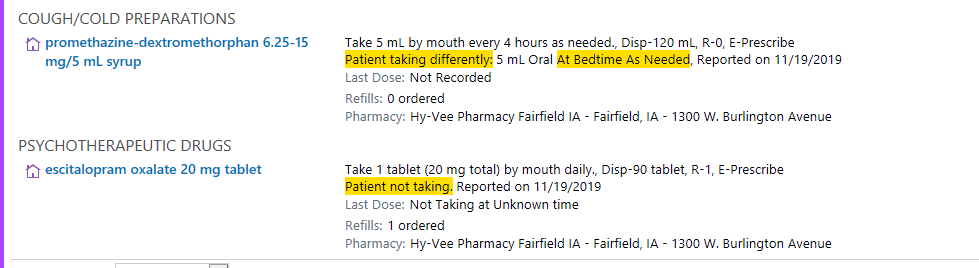 COUGH/COLD PREPARATIONS
promethazine-dextromethorphan 6.25-15
mg/5 mL syrup
Take 5 mL by mouth every 4 hours as needed., Disp-120 mL, R-0, E-Prescribe
Patient taking differently: 5 mL Oral At Bedtime As Needed, Reported on 11/19/2019
Last Dose: Not Recorded
Refills: 0 ordered
Pharmacy: Hy-Vee Pharmacy Fairfield IA - Fairfield, IA - 1300 W. Burlington Avenue
PSYCHOTHERAPEUTIC DRUGS
escitalopram oxalate 20 mg tablet
Take 1 tablet (20 mg total) by mouth daily., Disp-90 tablet, R-1, E-Prescribe
Patient not taking. Reported on 11/19/2019
Last Dose: Not Taking at Unknown time
Refills: 1 ordered
Pharmacy: Hy-Vee Pharmacy Fairfield IA - Fairfield, IA - 1300 W. Burlington Avenue